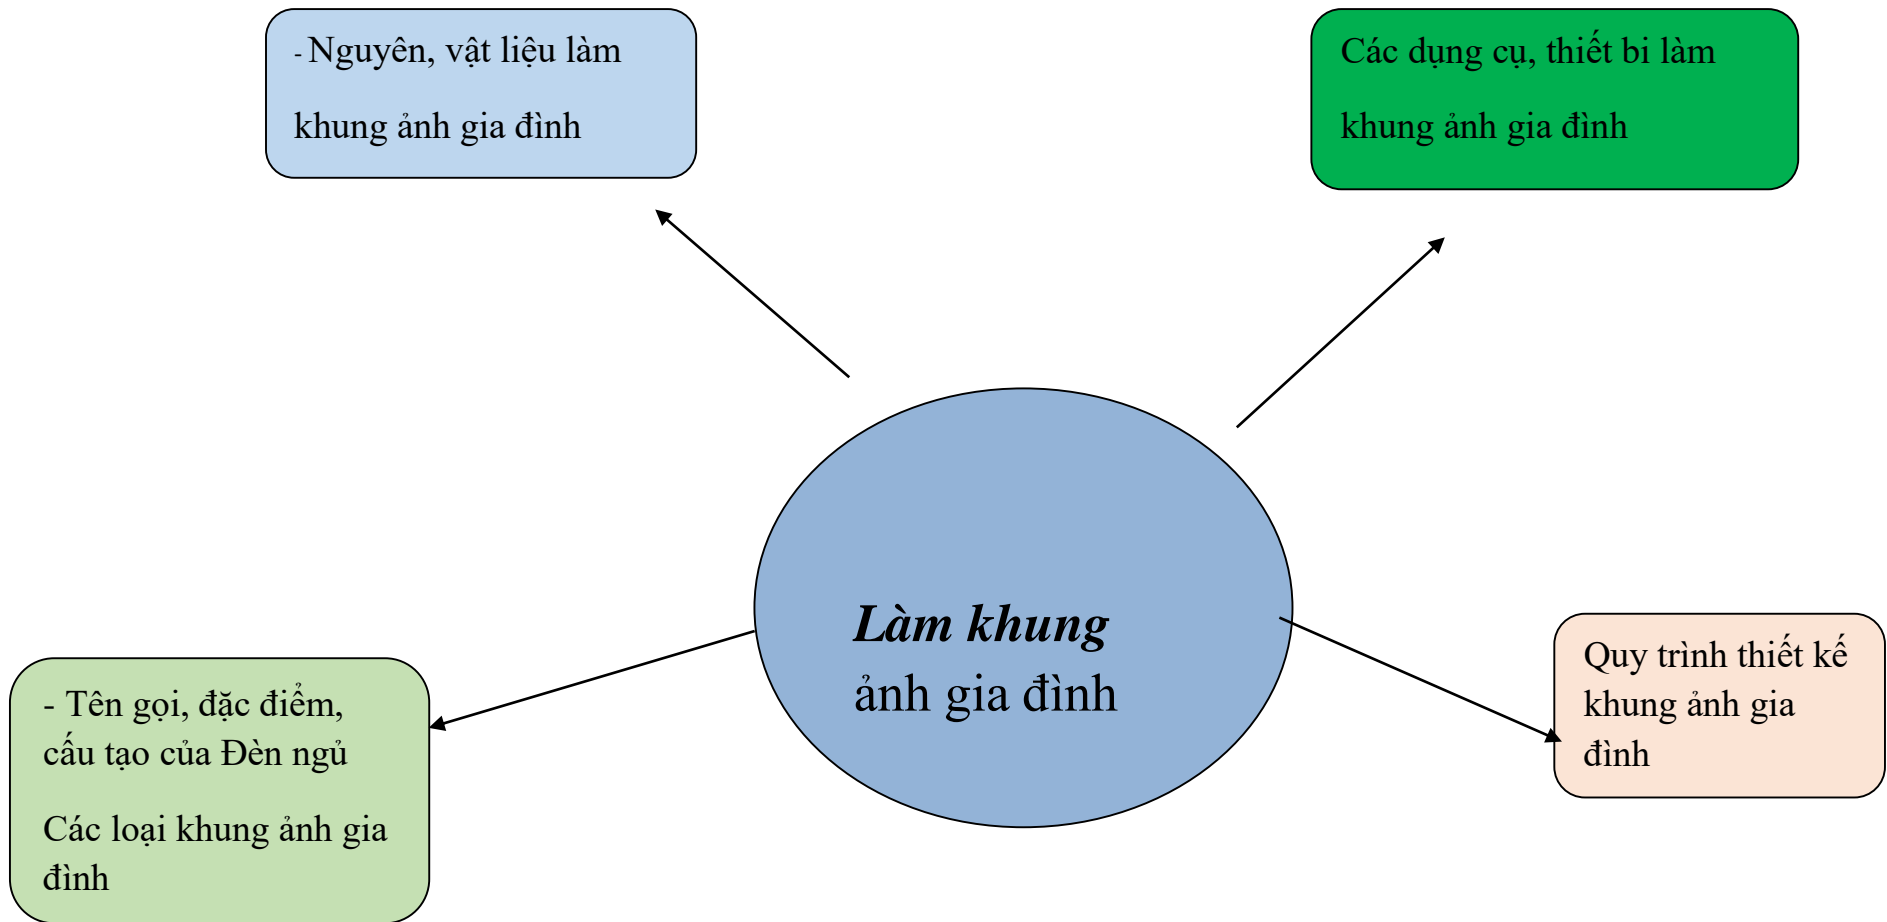 - Nguyên, vật liệu làm
khung ảnh gia đình
Các dụng cụ, thiết bi làm
khung ảnh gia đình
Làm khung
ảnh gia đình
- Tên gọi, đặc điểm,
cấu tạo của Đèn ngủ
Các loại khung ảnh gia
đình
Quy trình thiết kế
khung ảnh gia
đình